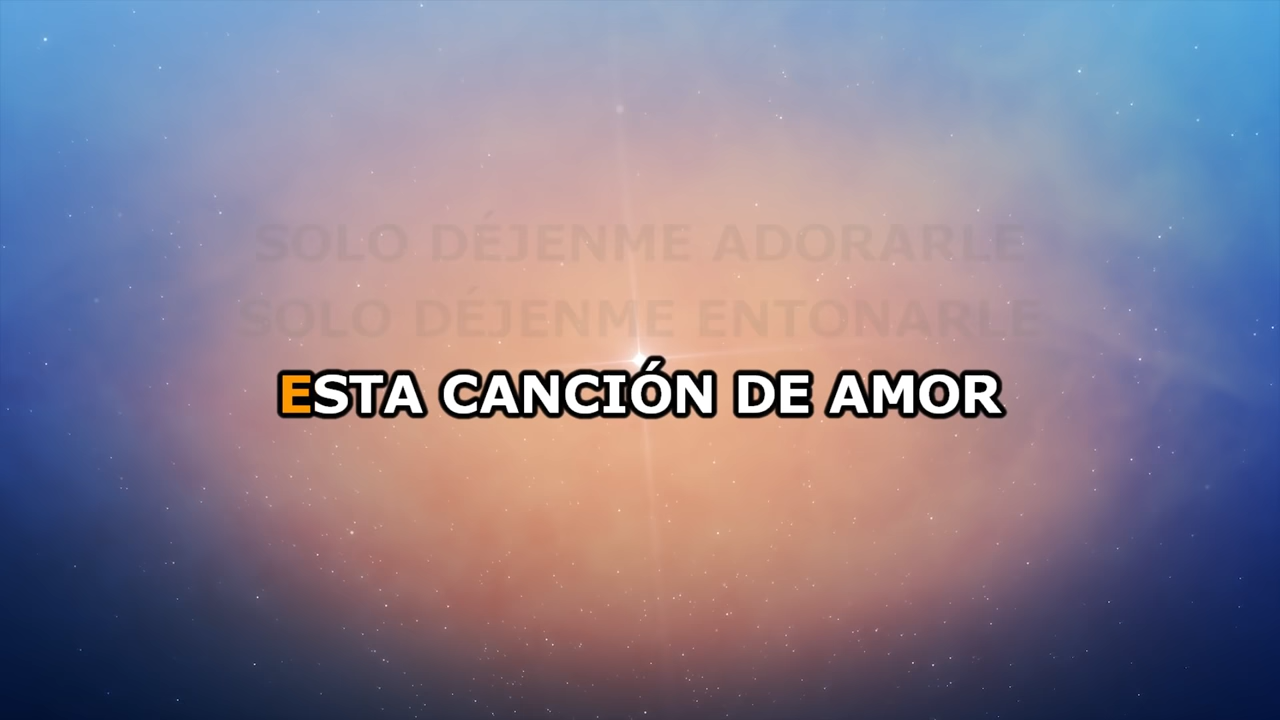 SOLO DÉJENME ADORARLE
SOLO DÉJENME ENTONARLE
ESTA CANCIÓN DE AMOR